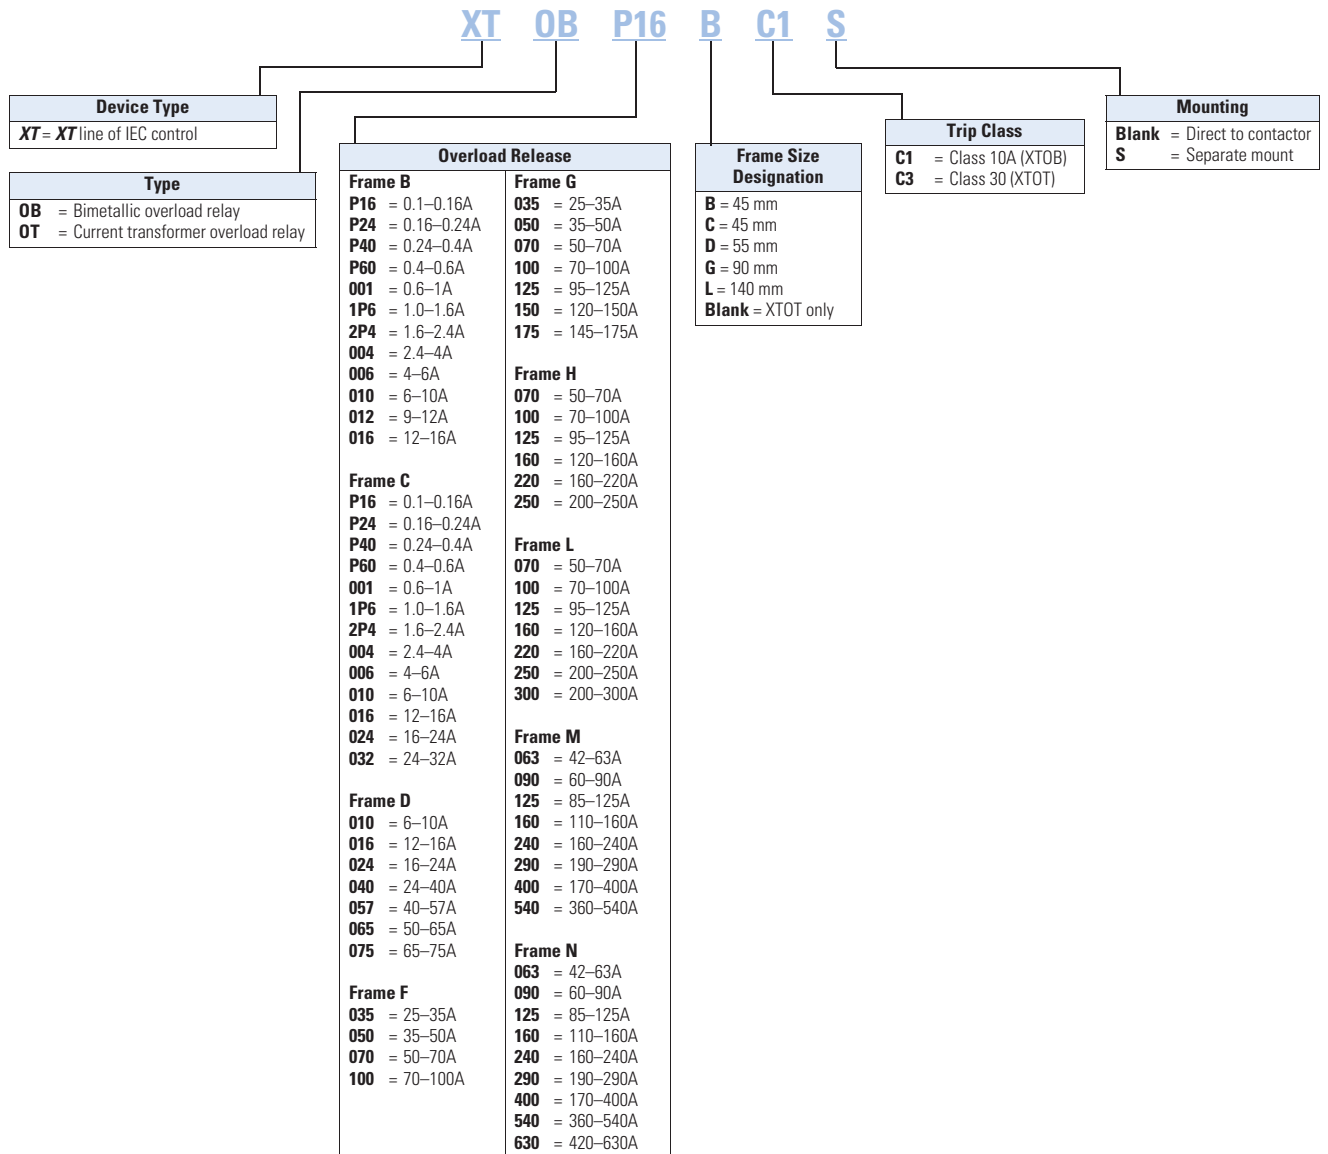 XT OB P16 B C1 S
Device Type
XT = XT line of IEC control
Type
OB = Bimetallic overload relay
OT = Current transformer overload relay
Overload Release
Frame B
P16 = 0.1–0.16A
P24 = 0.16–0.24A
P40 = 0.24–0.4A
P60 = 0.4–0.6A
001 = 0.6–1A
1P6 = 1.0–1.6A
2P4 = 1.6–2.4A
004 = 2.4–4A
006 = 4–6A
010 = 6–10A
012 = 9–12A
016 = 12–16A
Frame C
P16 = 0.1–0.16A
P24 = 0.16–0.24A
P40 = 0.24–0.4A
P60 = 0.4–0.6A
001 = 0.6–1A
1P6 = 1.0–1.6A
2P4 = 1.6–2.4A
004 = 2.4–4A
006 = 4–6A
010 = 6–10A
016 = 12–16A
024 = 16–24A
032 = 24–32A
Frame D
010 = 6–10A
016 = 12–16A
024 = 16–24A
040 = 24–40A
057 = 40–57A
065 = 50–65A
075 = 65–75A
Frame F
035 = 25–35A
050 = 35–50A
070 = 50–70A
100 = 70–100A
Frame G
035 = 25–35A
050 = 35–50A
070 = 50–70A
100 = 70–100A
125 = 95–125A
150 = 120–150A
175 = 145–175A
Frame H
070 = 50–70A
100 = 70–100A
125 = 95–125A
160 = 120–160A
220 = 160–220A
250 = 200–250A
Frame L
070 = 50–70A
100 = 70–100A
125 = 95–125A
160 = 120–160A
220 = 160–220A
250 = 200–250A
300 = 200–300A
Frame M
063 = 42–63A
090 = 60–90A
125 = 85–125A
160 = 110–160A
240 = 160–240A
290 = 190–290A
400 = 170–400A
540 = 360–540A
Frame N
063 = 42–63A
090 = 60–90A
125 = 85–125A
160 = 110–160A
240 = 160–240A
290 = 190–290A
400 = 170–400A
540 = 360–540A
630 = 420–630A
Frame Size
Designation
B = 45 mm
C = 45 mm
D = 55 mm
G = 90 mm
L = 140 mm
Blank = XTOT only
Trip Class
C1 = Class 10A (XTOB)
C3 = Class 30 (XTOT)
Mounting
Blank = Direct to contactor
S = Separate mount